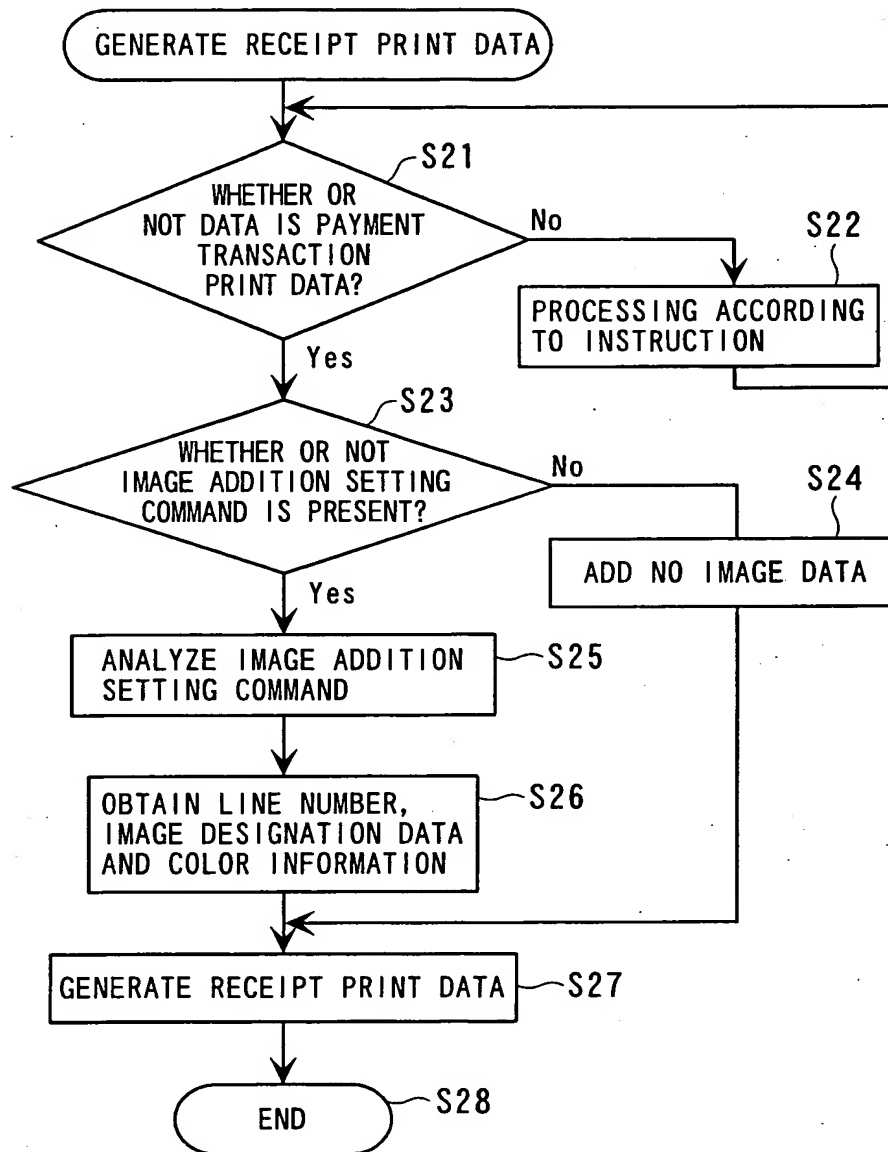 GENERATE RECEIPT PRINT DATA
S21
WHETHER OR
NOT DATA IS PAYMENT
TRANSACTION
PRINT DATA?
No
S22
PROCESSING ACCORDING
TO INSTRUCTION
Yes
S23
WHETHER OR NOT
IMAGE ADDITION SETTING
COMMAND IS PRESENT?
No
S24
ADD NO IMAGE DATA
Yes
ANALYZE IMAGE ADDITION
SETTING COMMAND
S25
OBTAIN LINE NUMBER,
IMAGE DESIGNATION DATA
AND COLOR INFORMATION
S26
GENERATE RECEIPT PRINT DATA
S27
END
S28